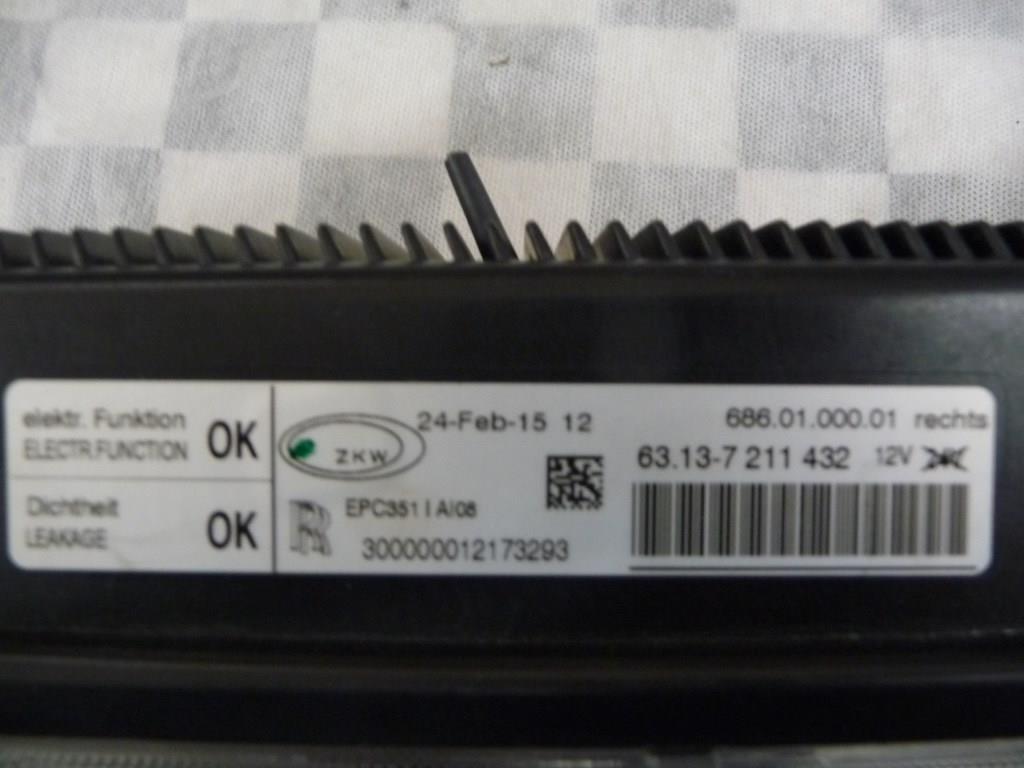 elektr. Funktion
ELECTR.FUNCTION
OK
Dichtheit
LEAKAGE
OK
ZKW
24-Feb-15 12
RR
EPC351 I A|08
300000012173293
686.01.000.01 rechts
63.13-7 211 432 12V